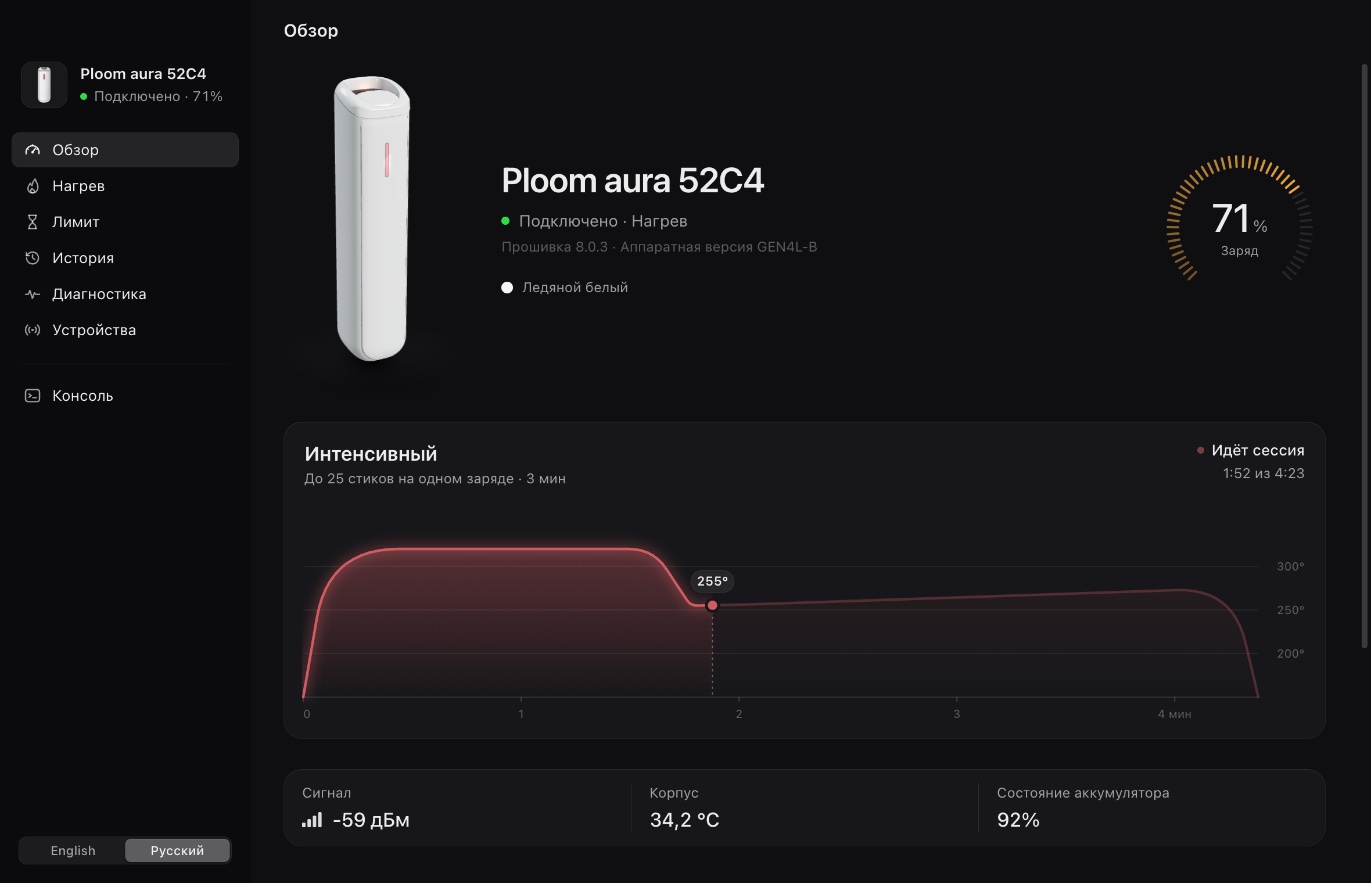 Обзор
Ploom aura 52C4
Подключено · 71%
Обзор
Нагрев
Лимит
История
Диагностика
Устройства
Консоль
English
Русский
Ploom aura 52C4
Подключено · Нагрев
Прошивка 8.0.3 · Аппаратная версия GEN4L-B
Ледяной белый
71%
Заряд
Интенсивный
До 25 стиков на одном заряде · 3 мин
Идёт сессия
1:52 из 4:23
255°
300°
250°
200°
0 1 2 3 4 мин
Сигнал
-59 дБм
Корпус
34,2 °C
Состояние аккумулятора
92%